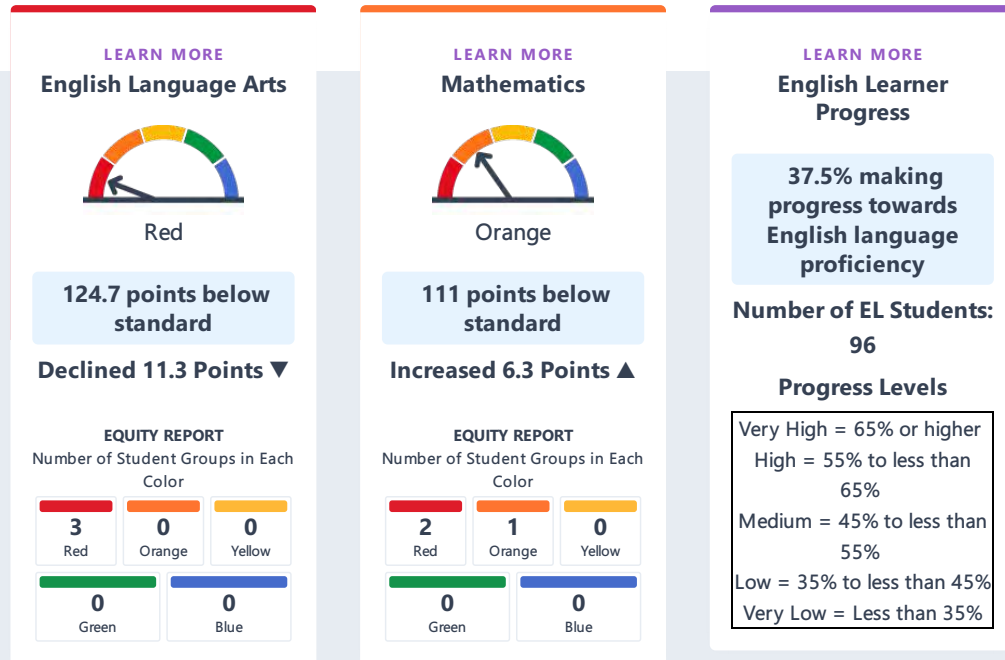 LEARN MORE
English Language Arts
Red
124.7 points below
standard
Declined 11.3 Points ▼
EQUITY REPORT
Number of Student Groups in Each
Color
3
Red
0
Orange
0
Yellow
0
Green
0
Blue
LEARN MORE
Mathematics
Orange
111 points below
standard
Increased 6.3 Points ▲
EQUITY REPORT
Number of Student Groups in Each
Color
2
Red
1
Orange
0
Yellow
0
Green
0
Blue
LEARN MORE
English Learner
Progress
37.5% making
progress towards
English language
proficiency
Number of EL Students:
96
Progress Levels
Very High = 65% or higher
High = 55% to less than
65%
Medium = 45% to less than
55%
Low = 35% to less than 45%
Very Low = Less than 35%